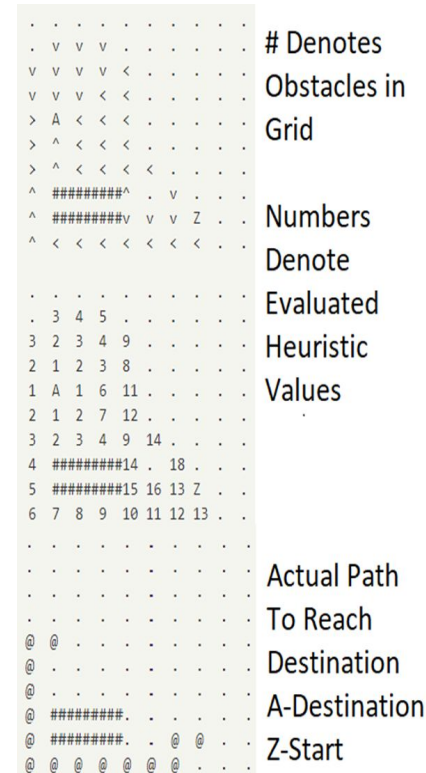 . . . . . . . . . .
. v v v . . . . . .
v v v v < . . . . .
v v v < < . . . . .
> A < < < . . . . .
> ^ < < < . . . . .
> ^ < < < < . . . .
^ #########^ . v . . .
^ #########v v v Z . .
^ < < < < < < < . .
# Denotes
Obstacles in
Grid
. . . . . . . . . .
. 3 4 5 . . . . . .
3 2 3 4 9 . . . . .
2 1 2 3 8 . . . . .
1 A 1 6 11 . . . . .
2 1 2 7 12 . . . . .
3 2 3 4 9 14 . . . .
4 #########14 . 18 . . .
5 #########15 16 13 Z . .
6 7 8 9 10 11 12 13 . .
Numbers
Denote
Evaluated
Heuristic
Values
.
. . . . . . . . . .
. . . . . . . . . .
. . . . . . . . . .
. . . . . . . . . .
@ @ . . . . . . . .
@ . . . . . . . . .
@ . . . . . . . . .
@ #########. . . . . .
@ #########. . @ @ . .
@ @ @ @ @ @ @ . . .
Actual Path
To Reach
Destination
A-Destination
Z-Start